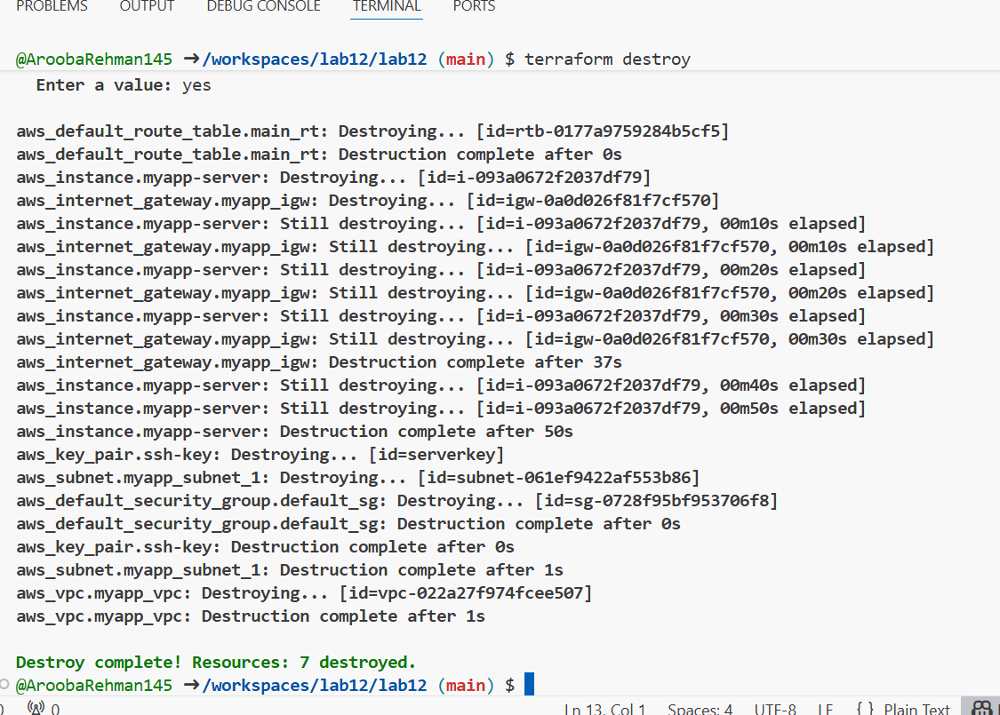 PROBLEMS OUTPUT DEBUG CONSOLE TERMINAL PORTS
@AroobaRehman145 →/workspaces/lab12/lab12 (main) $ terraform destroy
Enter a value: yes
aws_default_route_table.main_rt: Destroying... [id=rtb-0177a9759284b5cf5]
aws_default_route_table.main_rt: Destruction complete after 0s
aws_instance.myapp-server: Destroying... [id=i-093a0672f2037df79]
aws_internet_gateway.myapp_igw: Destroying... [id=igw-0a0d026f81f7cf570]
aws_instance.myapp-server: Still destroying... [id=i-093a0672f2037df79, 00m10s elapsed]
aws_internet_gateway.myapp_igw: Still destroying... [id=igw-0a0d026f81f7cf570, 00m10s elapsed]
aws_instance.myapp-server: Still destroying... [id=i-093a0672f2037df79, 00m20s elapsed]
aws_internet_gateway.myapp_igw: Still destroying... [id=igw-0a0d026f81f7cf570, 00m20s elapsed]
aws_instance.myapp-server: Still destroying... [id=i-093a0672f2037df79, 00m30s elapsed]
aws_internet_gateway.myapp_igw: Still destroying... [id=igw-0a0d026f81f7cf570, 00m30s elapsed]
aws_internet_gateway.myapp_igw: Destruction complete after 37s
aws_instance.myapp-server: Still destroying... [id=i-093a0672f2037df79, 00m40s elapsed]
aws_instance.myapp-server: Still destroying... [id=i-093a0672f2037df79, 00m50s elapsed]
aws_instance.myapp-server: Destruction complete after 50s
aws_key_pair.ssh-key: Destroying... [id=serverkey]
aws_subnet.myapp_subnet_1: Destroying... [id=subnet-061ef9422af553b86]
aws_default_security_group.default_sg: Destroying... [id=sg-0728f95bf953706f8]
aws_default_security_group.default_sg: Destruction complete after 0s
aws_key_pair.ssh-key: Destruction complete after 0s
aws_subnet.myapp_subnet_1: Destruction complete after 1s
aws_vpc.myapp_vpc: Destroying... [id=vpc-022a27f974fcee507]
aws_vpc.myapp_vpc: Destruction complete after 1s
Destroy complete! Resources: 7 destroyed.
@AroobaRehman145 →/workspaces/lab12/lab12 (main) $
0 Ln 13, Col 1 Spaces: 4 UTF-8 LF { } Plain Text